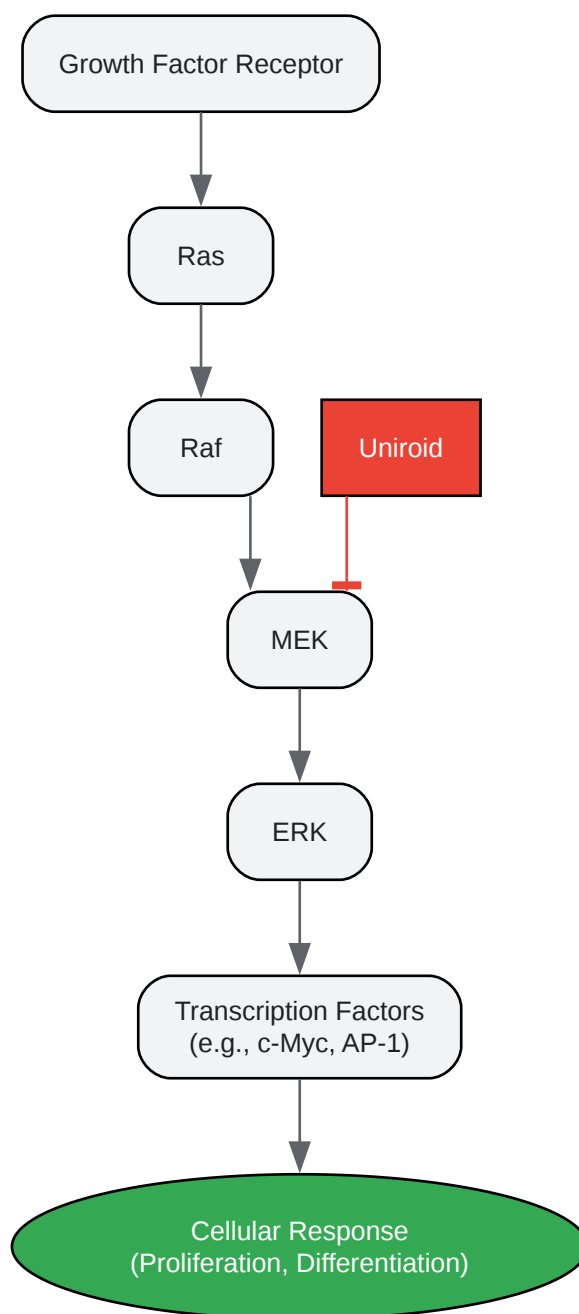 Growth Factor Receptor
Ras
Raf
Uniroid
MEK
ERK
Transcription Factors
(e.g., c-Myc, AP-1)
Cellular Response
(Proliferation, Differentiation)